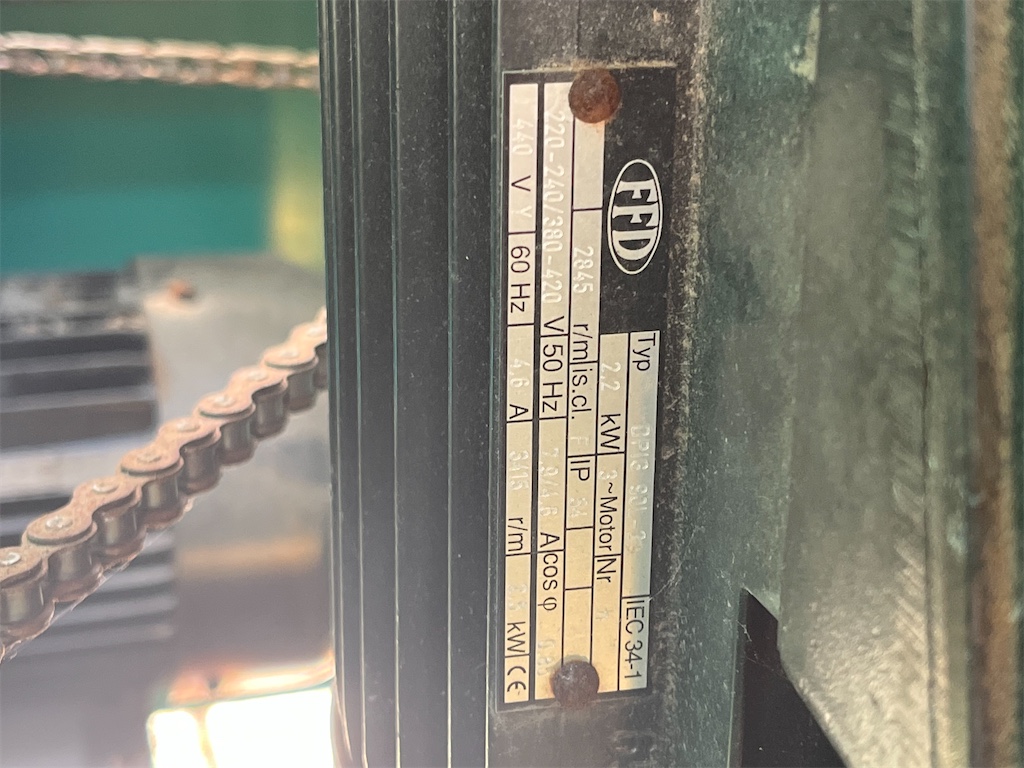 FFD
Typ IEC 34-1
2,2 kW 3~Motor Nr
2845 r/m is.cl. F IP
220-240/380-420 V 50 Hz A cos φ
440 V Y 60 Hz 4,6 A r/m kW CE